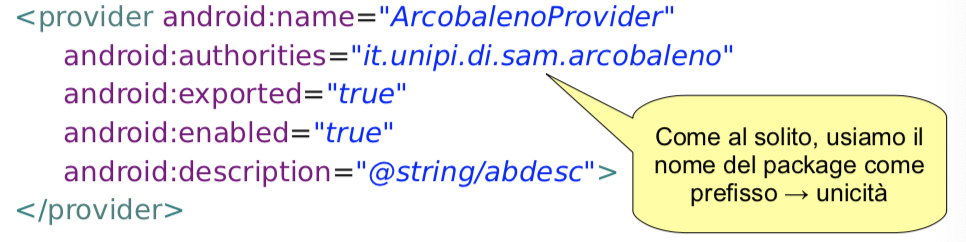 <provider android:name="ArcobalenoProvider"
android:authorities="it.unipi.di.sam.arcobaleno"
android:exported="true"
android:enabled="true"
android:description="@string/abdesc">
</provider>
Come al solito, usiamo il
nome del package come
prefisso → unicità